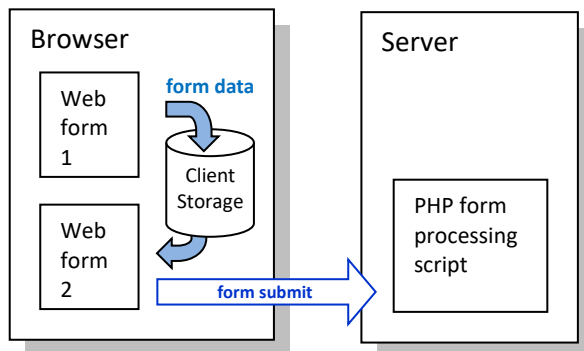 Browser
Web
form
1
form data
Client
Storage
Web
form
2
form submit
Server
PHP form
processing
script